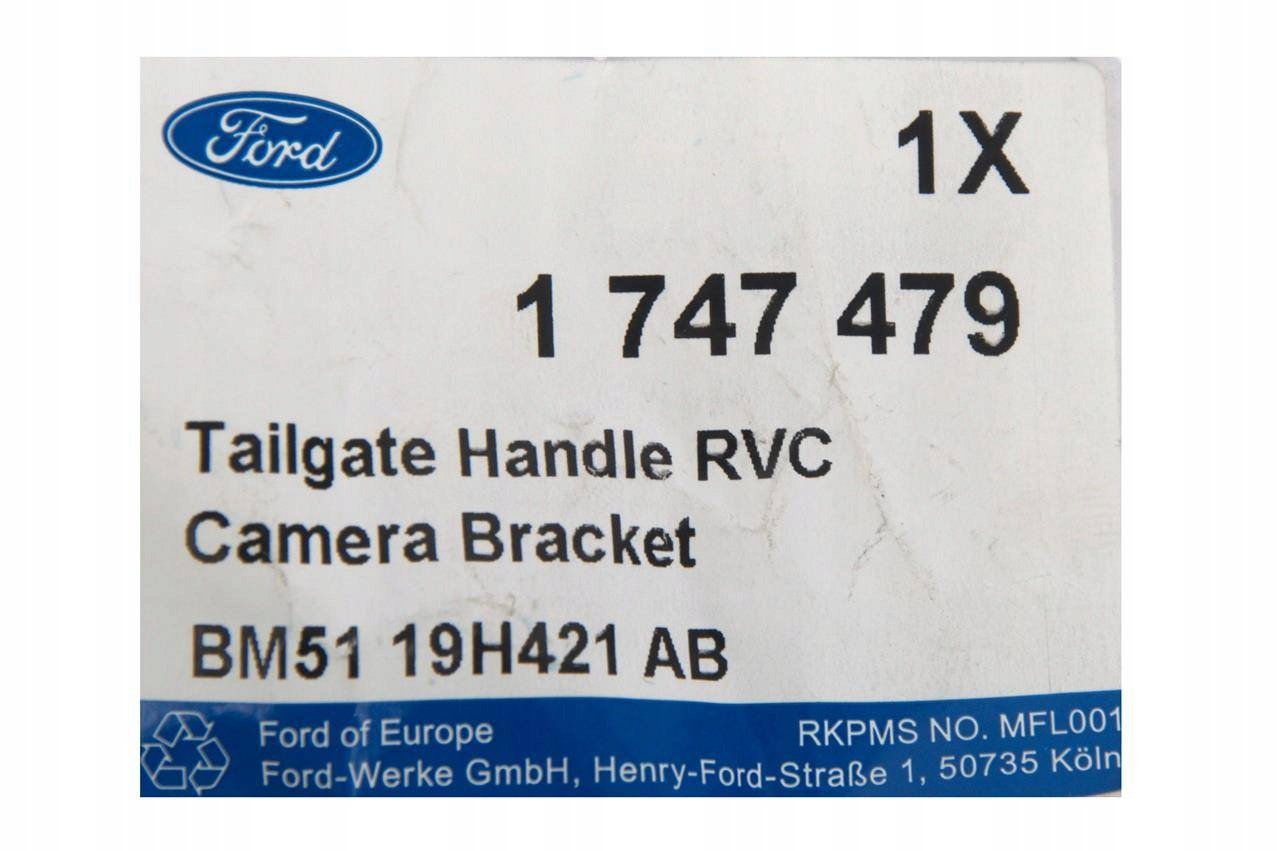 Ford
1X
1 747 479
Tailgate Handle RVC
Camera Bracket
BM51 19H421 AB
Ford of Europe
RKPMS NO. MFL001
Ford-Werke GmbH, Henry-Ford-Straße 1, 50735 Köln